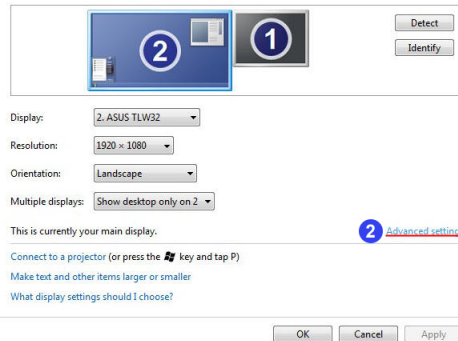 2
1
Detect
Identify
Display: 2. ASUS TLW32
Resolution: 1920 × 1080
Orientation: Landscape
Multiple displays: Show desktop only on 2
This is currently your main display.
2 Advanced setting
Connect to a projector (or press the key and tap P)
Make text and other items larger or smaller
What display settings should I choose?
OK Cancel Apply